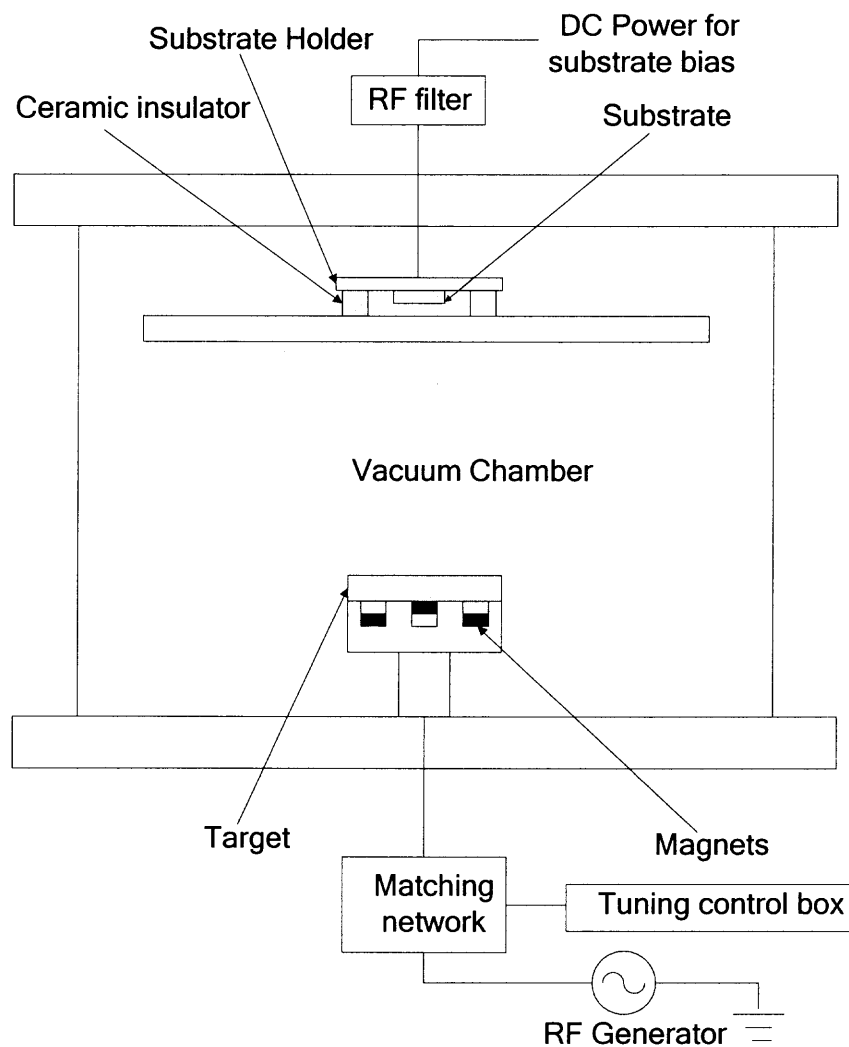 DC Power for
substrate bias
Substrate Holder
RF filter
Ceramic insulator
Substrate
Vacuum Chamber
Target
Magnets
Matching
network
Tuning control box
RF Generator